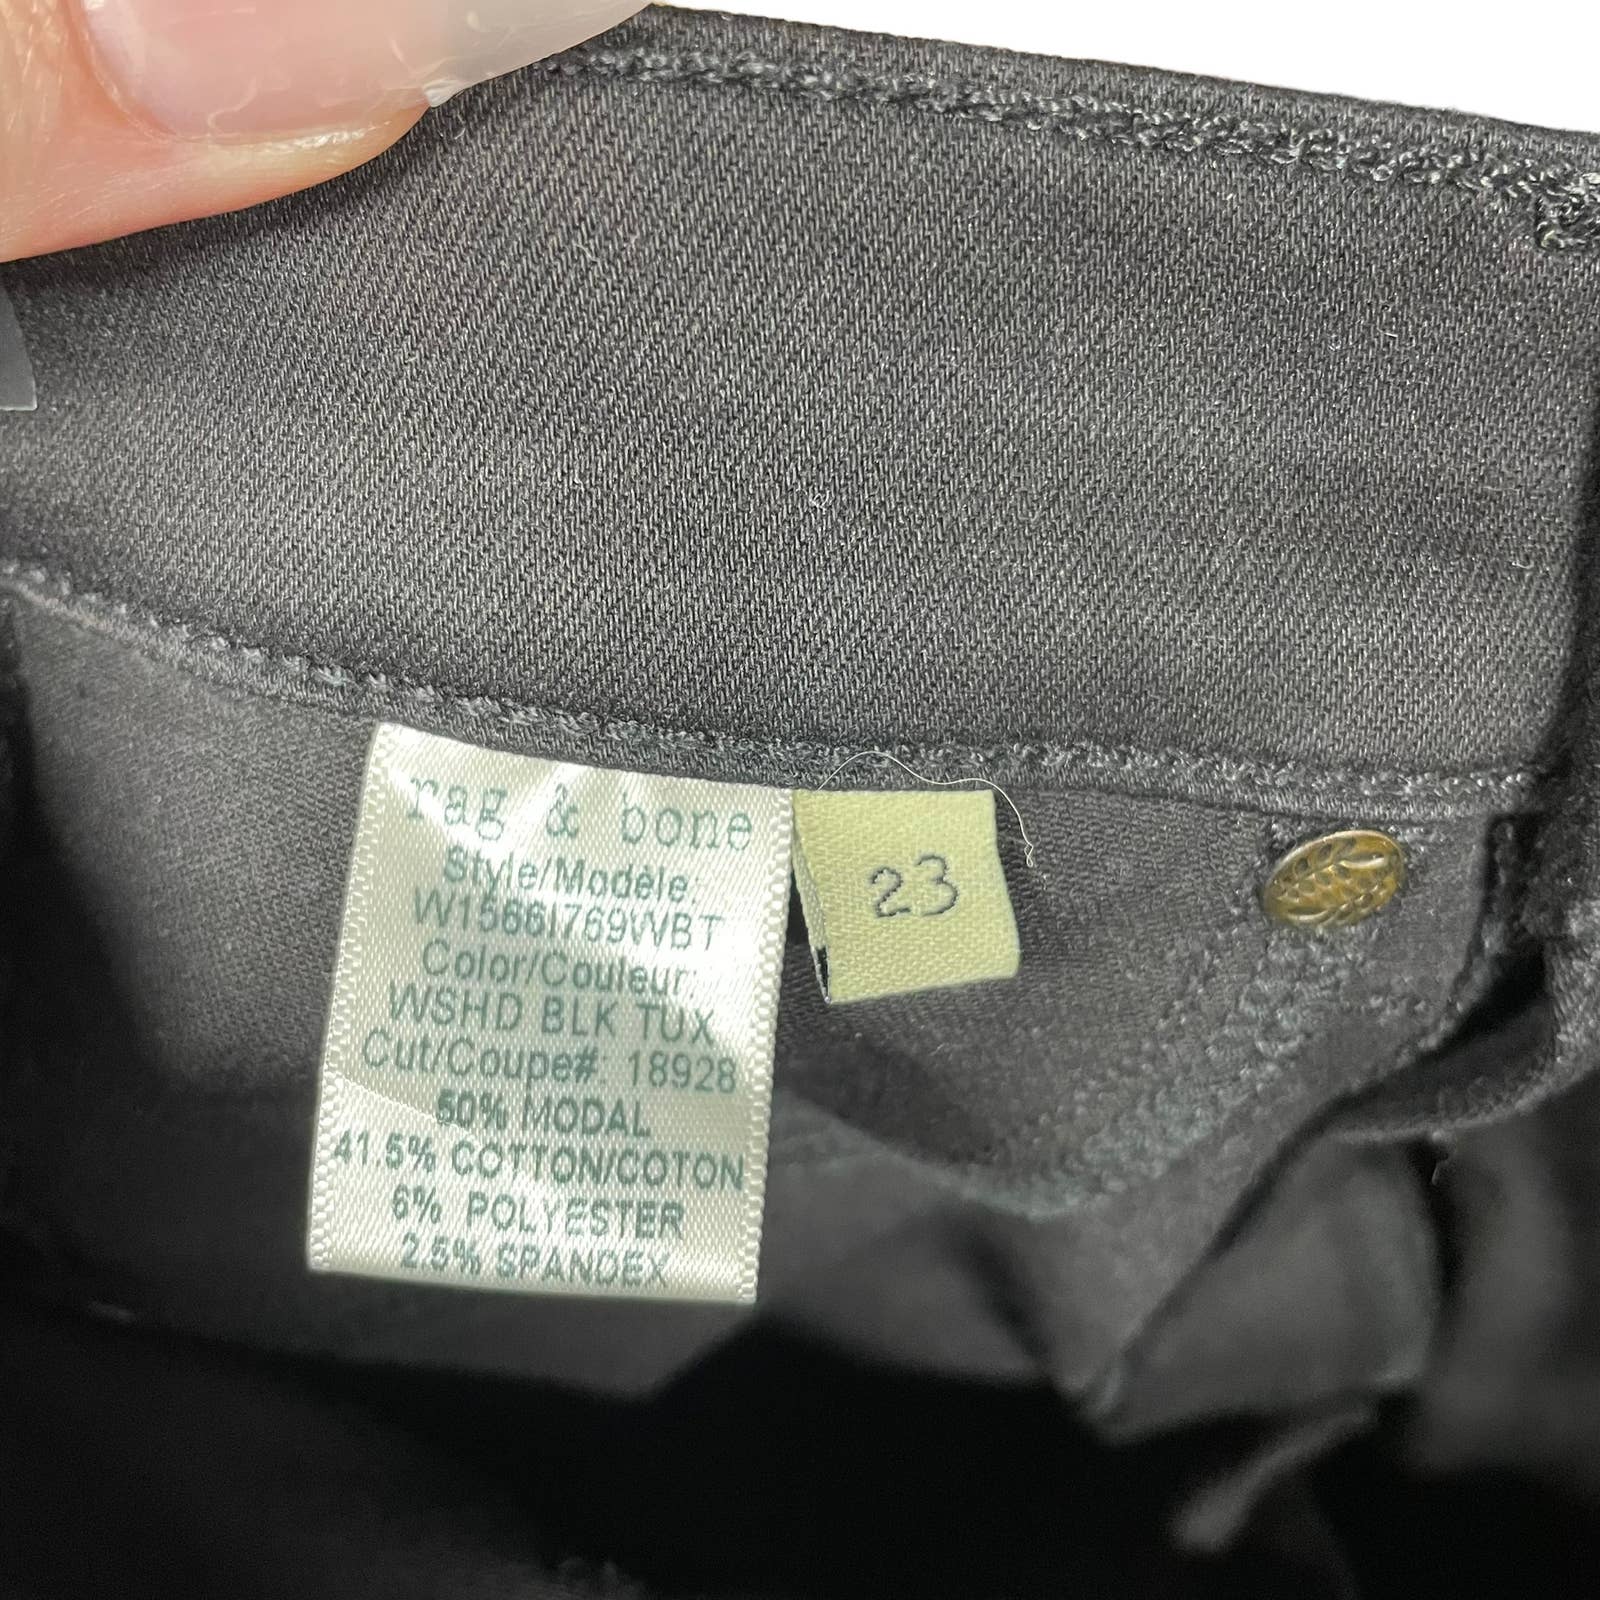 rag & bone
Style/Modèle:
W1566I769WBT
Color/Couleur:
WSHD BLK TUX
Cut/Coupe#: 18928
50% MODAL
41.5% COTTON/COTON
6% POLYESTER
2.5% SPANDEX
23